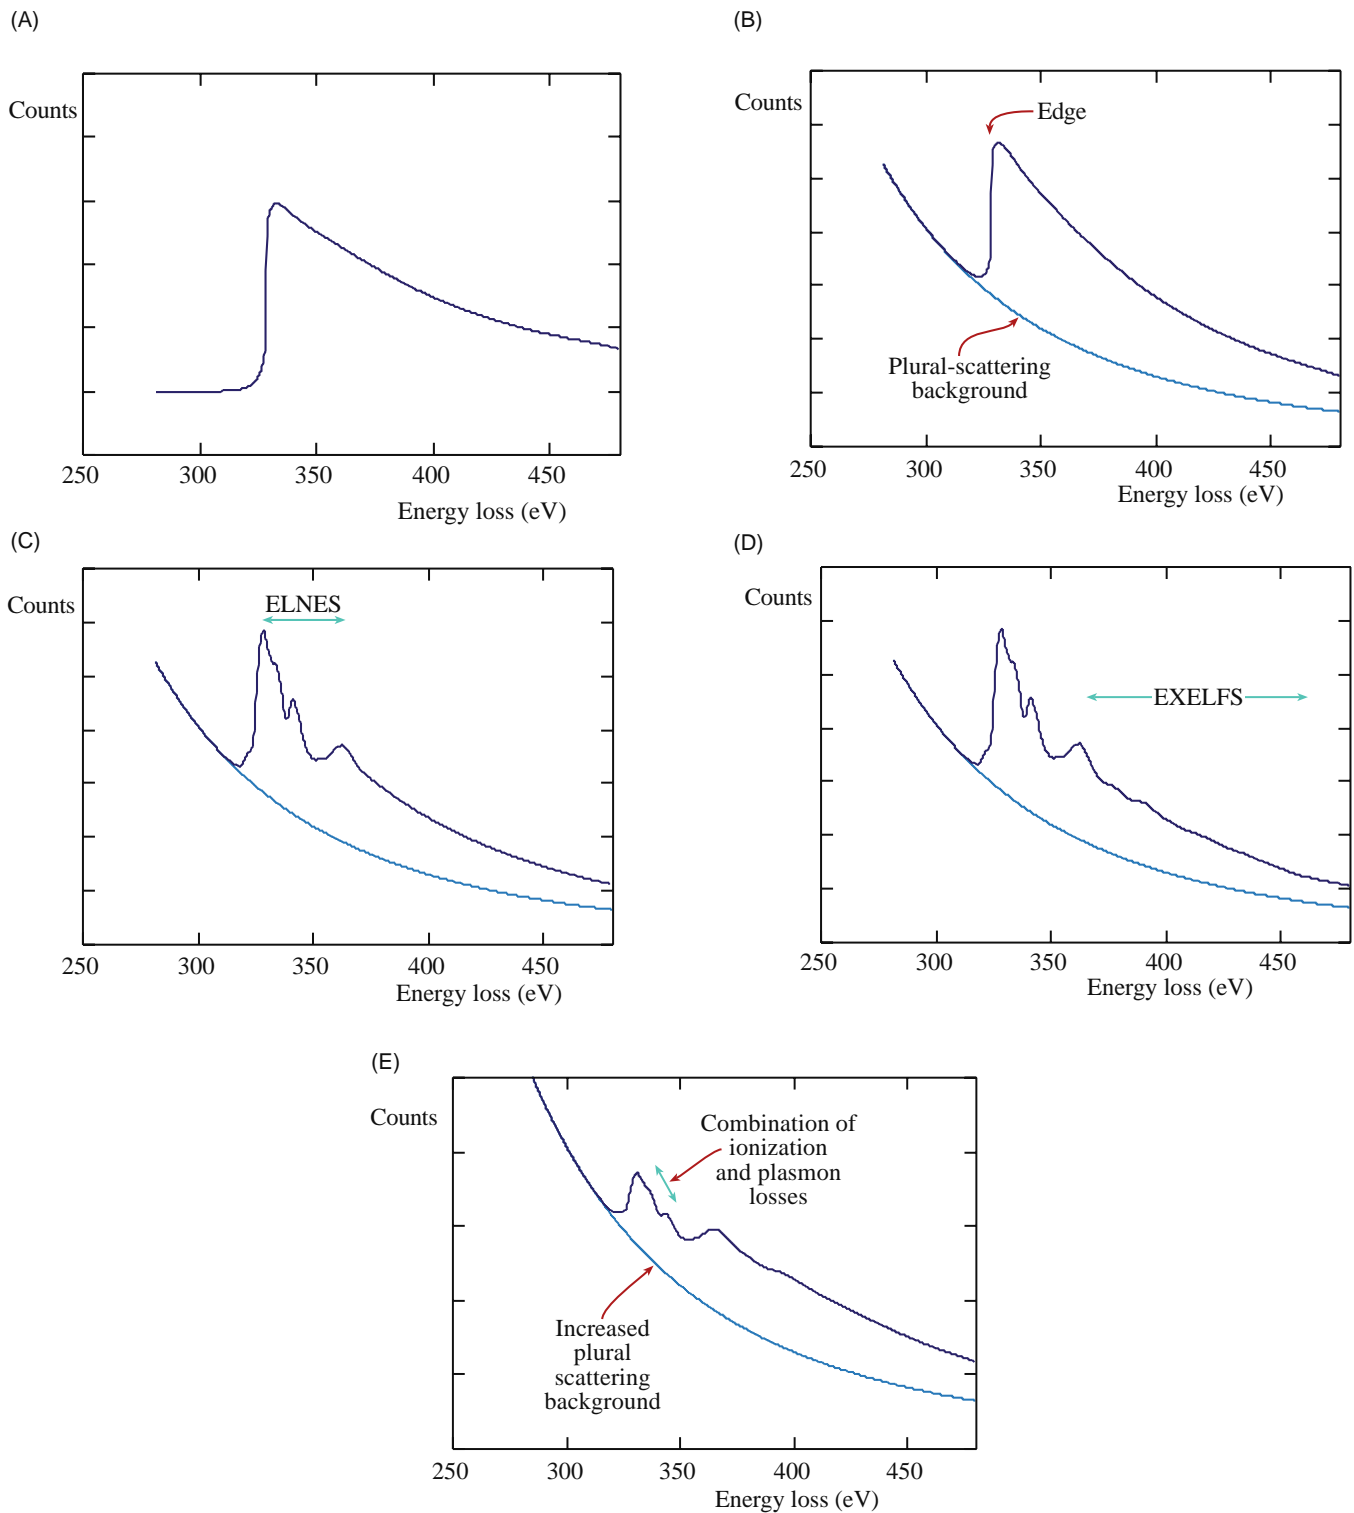 (A)
Counts
250
300
350
400
450
Energy loss (eV)
(B)
Counts
Edge
Plural-scattering
background
250
300
350
400
450
Energy loss (eV)
(C)
Counts
ELNES
250
300
350
400
450
Energy loss (eV)
(D)
Counts
EXELFS
250
300
350
400
450
Energy loss (eV)
(E)
Counts
Combination of
ionization
and plasmon
losses
Increased
plural
scattering
background
250
300
350
400
450
Energy loss (eV)